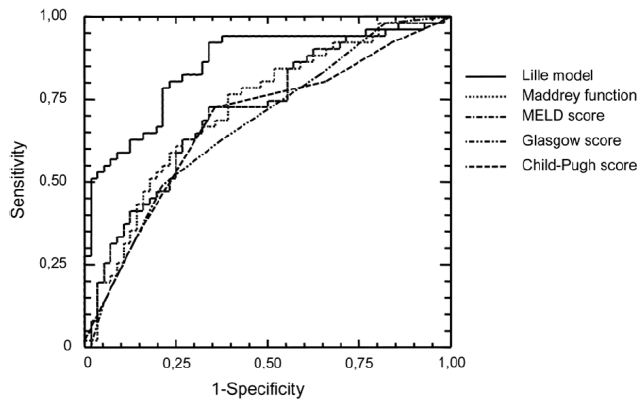 1,00
0,75
0,50
0,25
0
Sensitivity
0 0,25 0,50 0,75 1,00
1-Specificity
Lille model
Maddrey function
MELD score
Glasgow score
Child-Pugh score